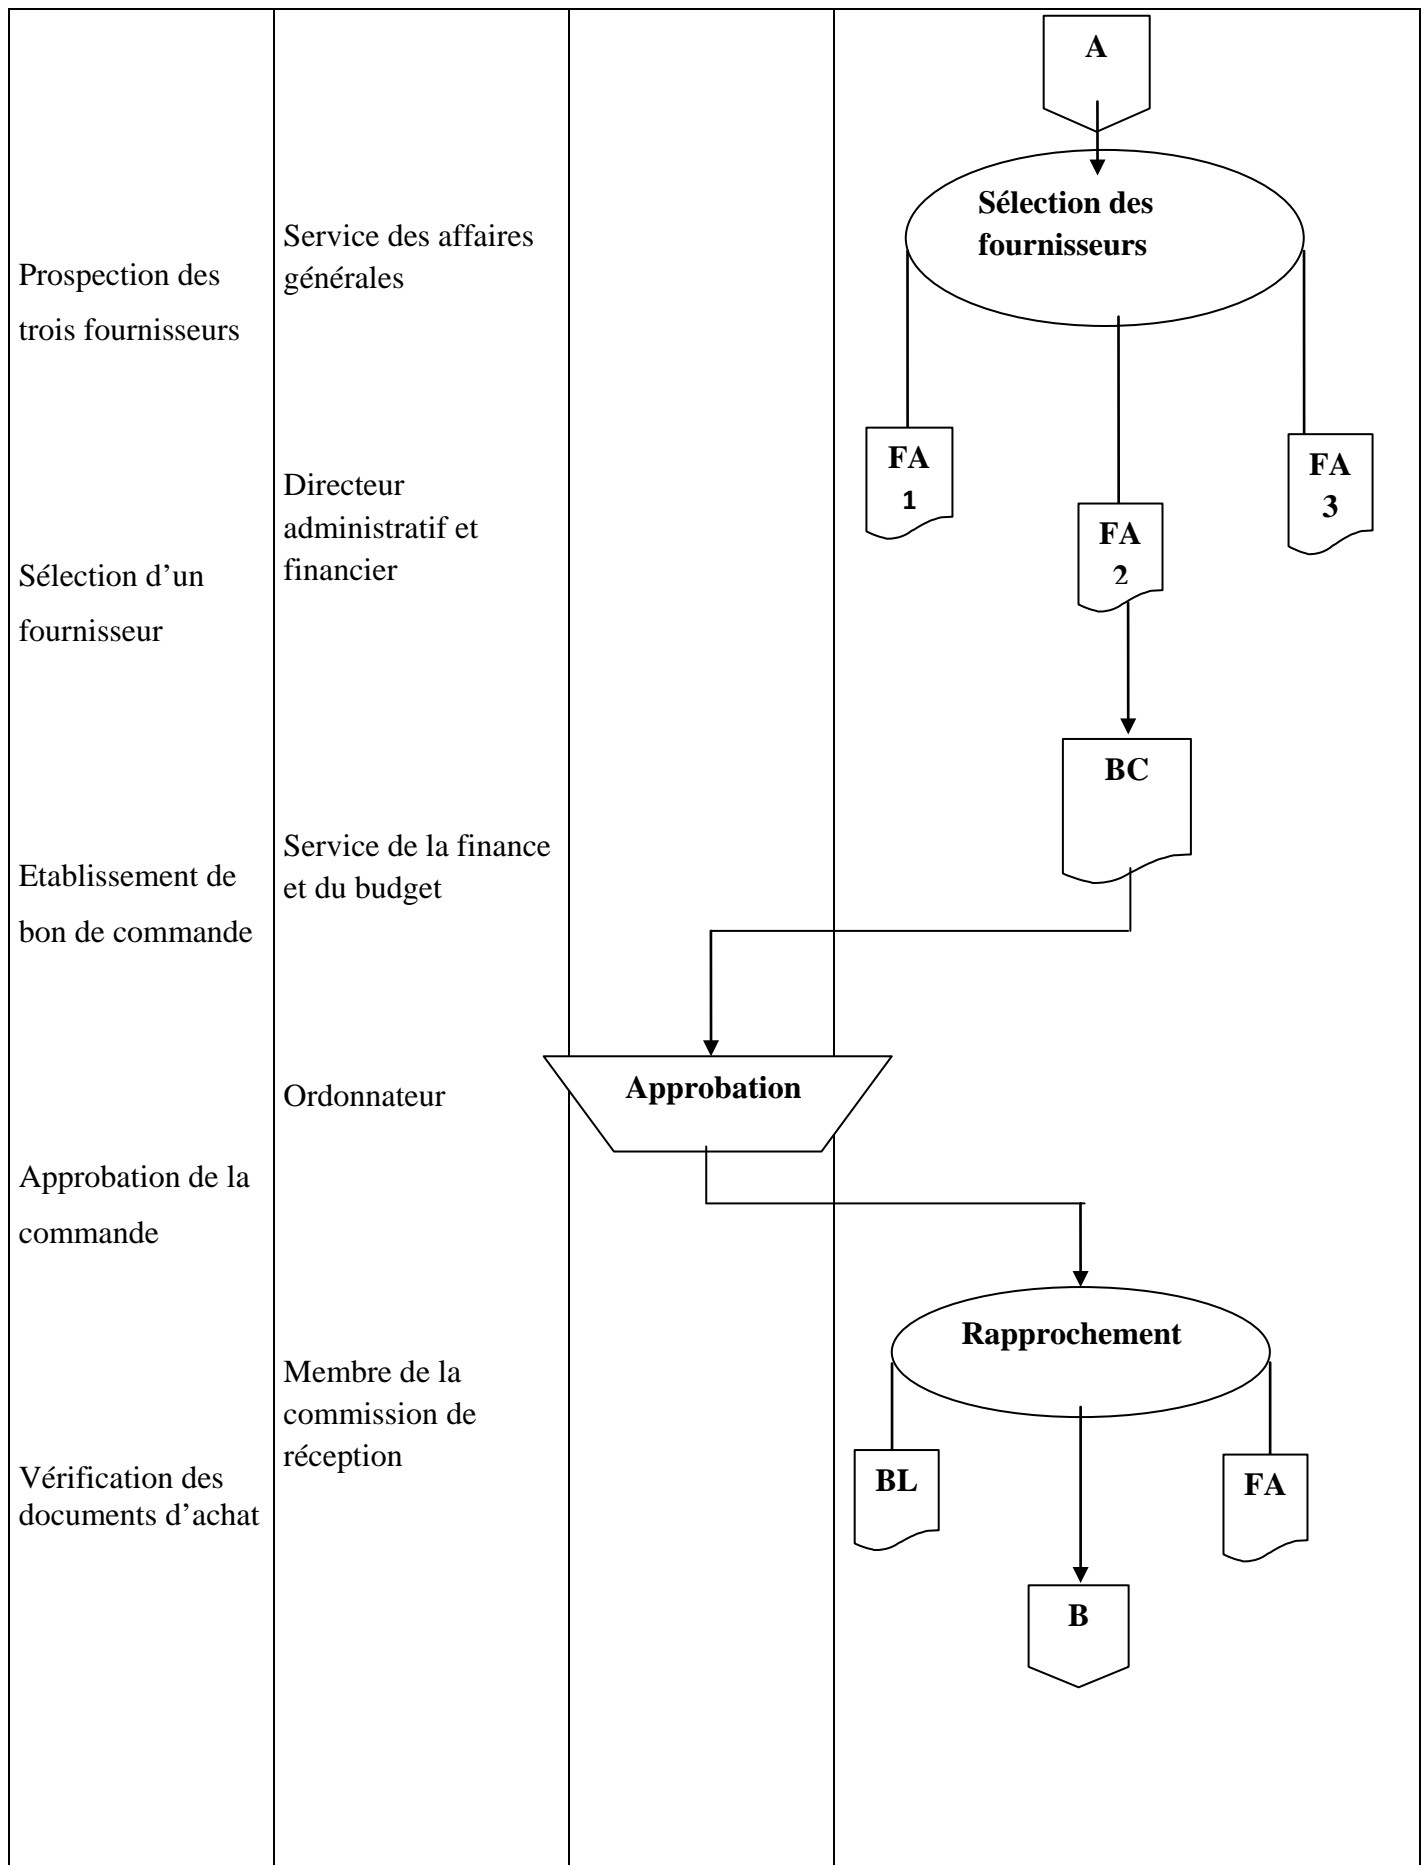 Prospection des
trois fournisseurs
Sélection d'un
fournisseur
Etablissement de
bon de commande
Approbation de la
commande
Vérification des
documents d'achat
Service des affaires
générales
Directeur
administratif et
financier
Service de la finance
et du budget
Ordonnateur
Membre de la
commission de
réception
Approbation
A
Sélection des
fournisseurs
FA
1
FA
2
FA
3
BC
Rapprochement
BL
FA
B